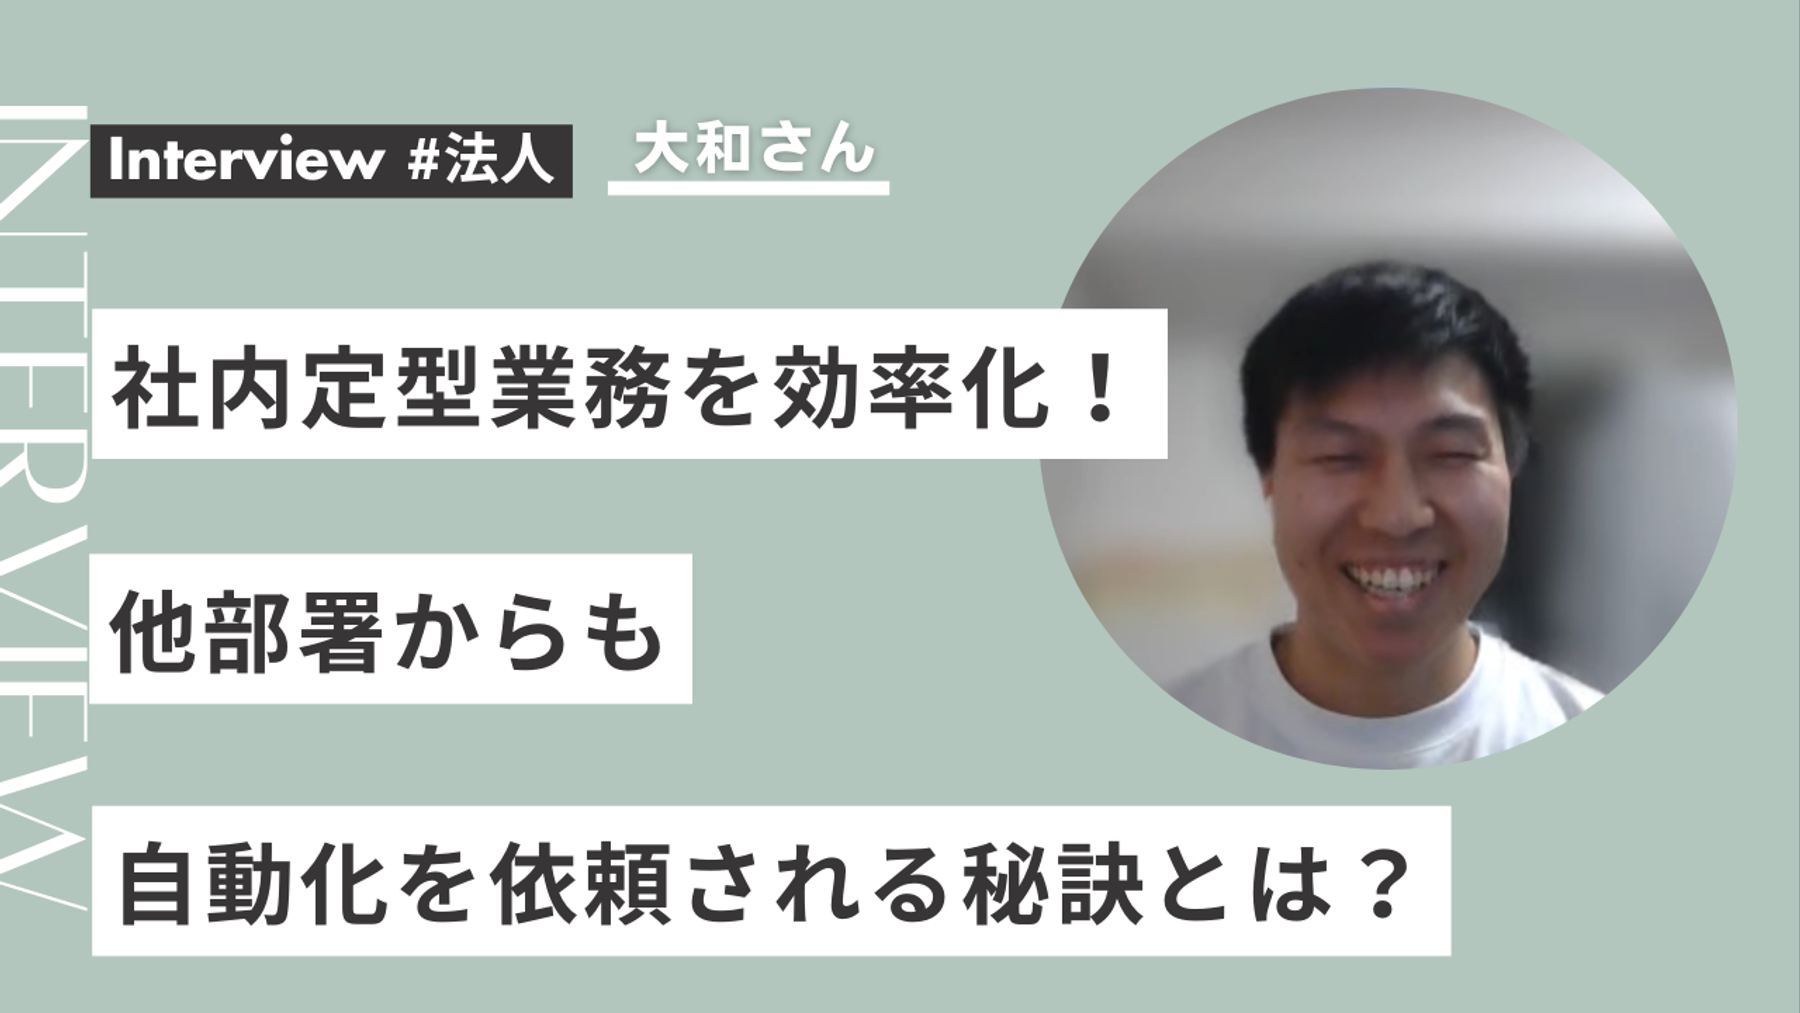 INTERVIEW
Interview #法人
大和さん
社内定型業務を効率化！
他部署からも
自動化を依頼される秘訣とは？